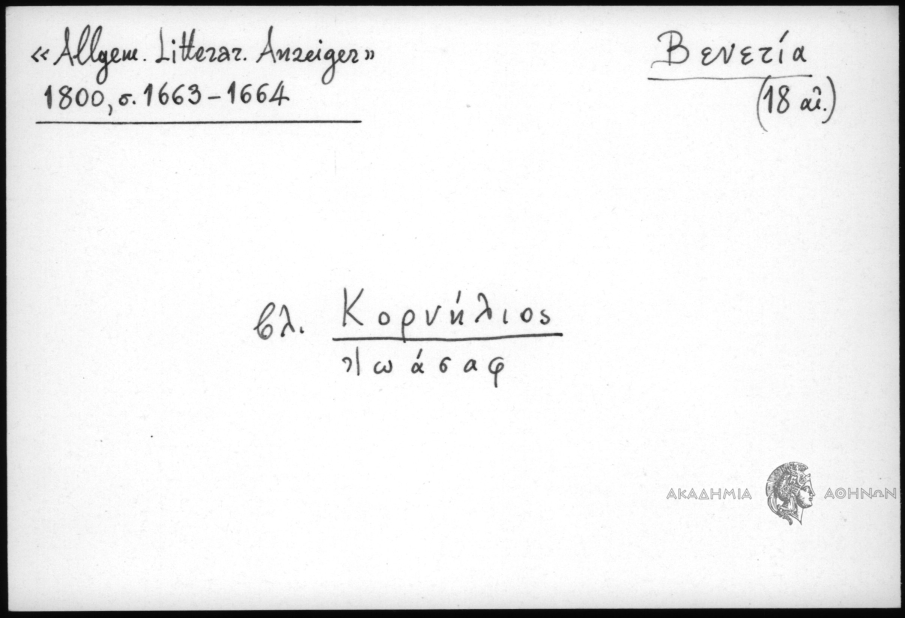 «Allgem. Litterar. Anzeiger»
1800, σ. 1663-1664
Βενετία
(18 αἰ.)
βλ. Κορνήλιος
Ἰωάσαφ
ΑΚΑΔΗΜΙΑ ΑΘΗΝΩΝ